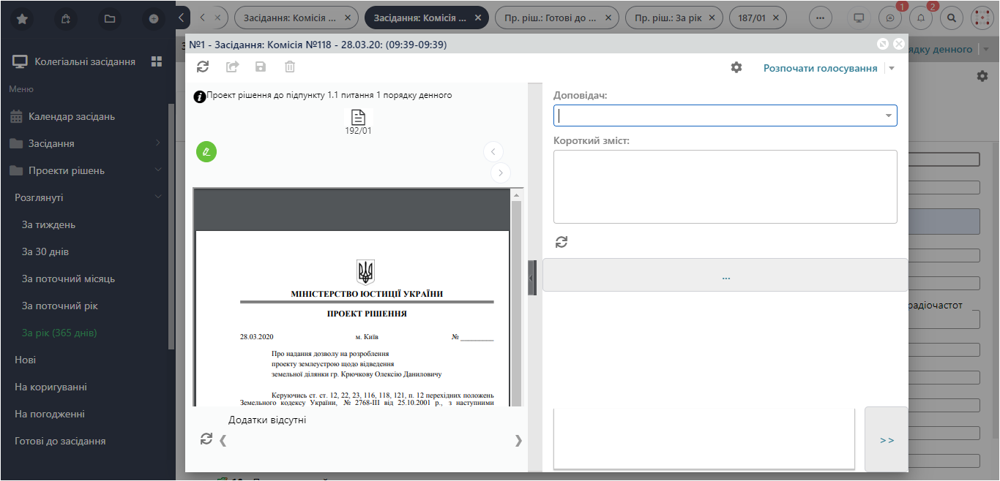 Засідання: Комісія ...
Засідання: Комісія ...
Пр. ріш.: Готові до ...
Пр. ріш.: За рік
187/01
...
1
2
Колегіальні засідання
Меню
Календар засідань
Засідання
Проекти рішень
Розглянуті
За тиждень
За 30 днів
За поточний місяць
За поточний рік
За рік (365 днів)
Нові
На коригуванні
На погодженні
Готові до засідання
№1 - Засідання: Комісія №118 - 28.03.20: (09:39-09:39)
Розпочати голосування
Проект рішення до підпункту 1.1 питання 1 порядку денного
192/01
МІНІСТЕРСТВО ЮСТИЦІЇ УКРАЇНИ
ПРОЕКТ РІШЕННЯ
28.03.2020 м. Київ № _________
Про надання дозволу на розроблення
проекту землеустрою щодо відведення
земельної ділянки гр. Крючкову Олексію Даниловичу
Керуючись ст. ст. 12, 22, 23, 116, 118, 121, п. 12 перехідних положень
Земельного кодексу України, № 2768-III від 25.10.2001 р., з наступними
Додатки відсутні
Доповідач:
Короткий зміст:
...
>>
денного
радіочастот